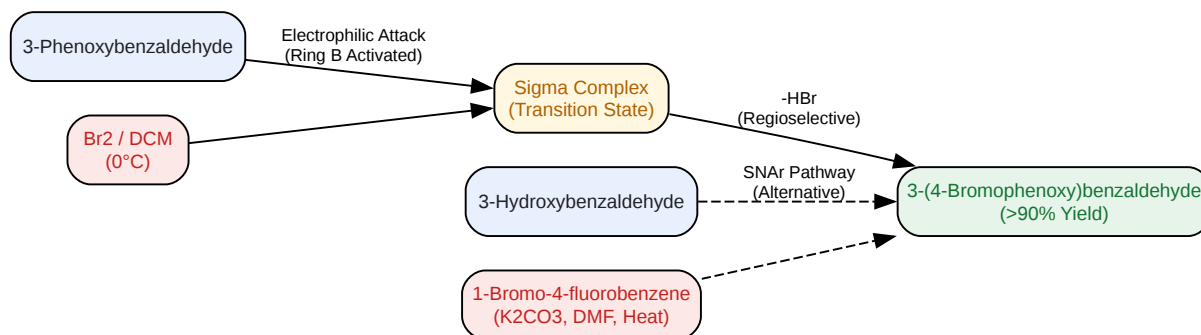 3-Phenoxybenzaldehyde
Electrophilic Attack
(Ring B Activated)
Br2 / DCM
(0°C)
Sigma Complex
(Transition State)
-HBr
(Regioselective)
3-Hydroxybenzaldehyde
SNAr Pathway
(Alternative)
3-(4-Bromophenoxy)benzaldehyde
(>90% Yield)
1-Bromo-4-fluorobenzene
(K2CO3, DMF, Heat)